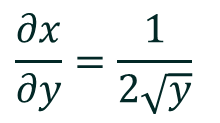 ∂x/∂y = 1/(2√y)